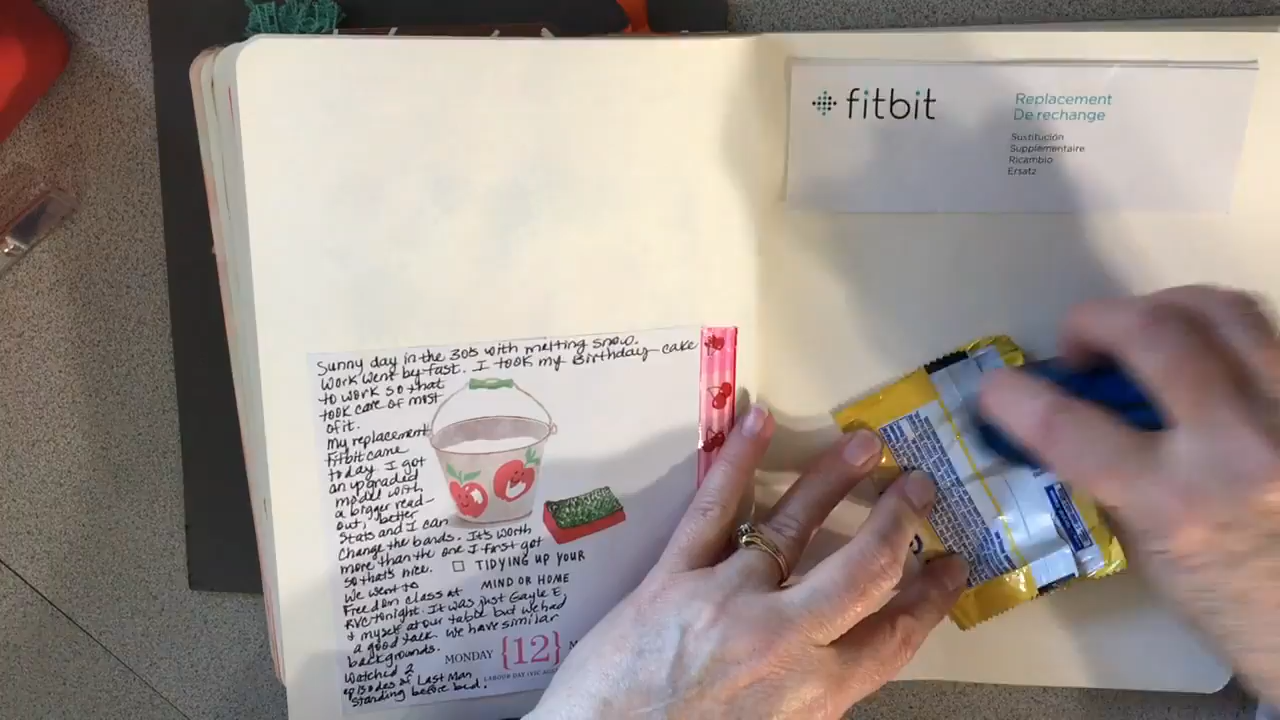 fitbit
Replacement
De rechange
Sustitución
Supplementaire
Ricambio
Ersatz
Sunny day in the 30s with melting snow.
Work went by fast. I took my Birthday cake
to work so that
took care of most
of it.
My replacement
Fitbit came
today. I got
an upgraded
model with
a bigger read-
out, better
stats and I can
change the bands. It's worth
more than the one I first got
so that's nice.
TIDYING UP YOUR
MIND OR HOME
We went to
Freedom class at
RVC tonight. It was just Gayle E,
& myself at our table but we had
a good talk. We have similar
backgrounds.
MONDAY {12}
LABOUR DAY
Watched 2
episodes of Last Man
Standing before bed.